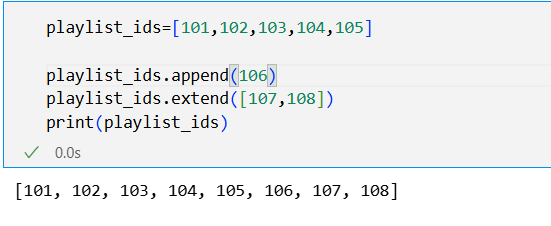 playlist_ids=[101,102,103,104,105]
playlist_ids.append(106)
playlist_ids.extend([107,108])
print(playlist_ids)
0.0s
[101, 102, 103, 104, 105, 106, 107, 108]